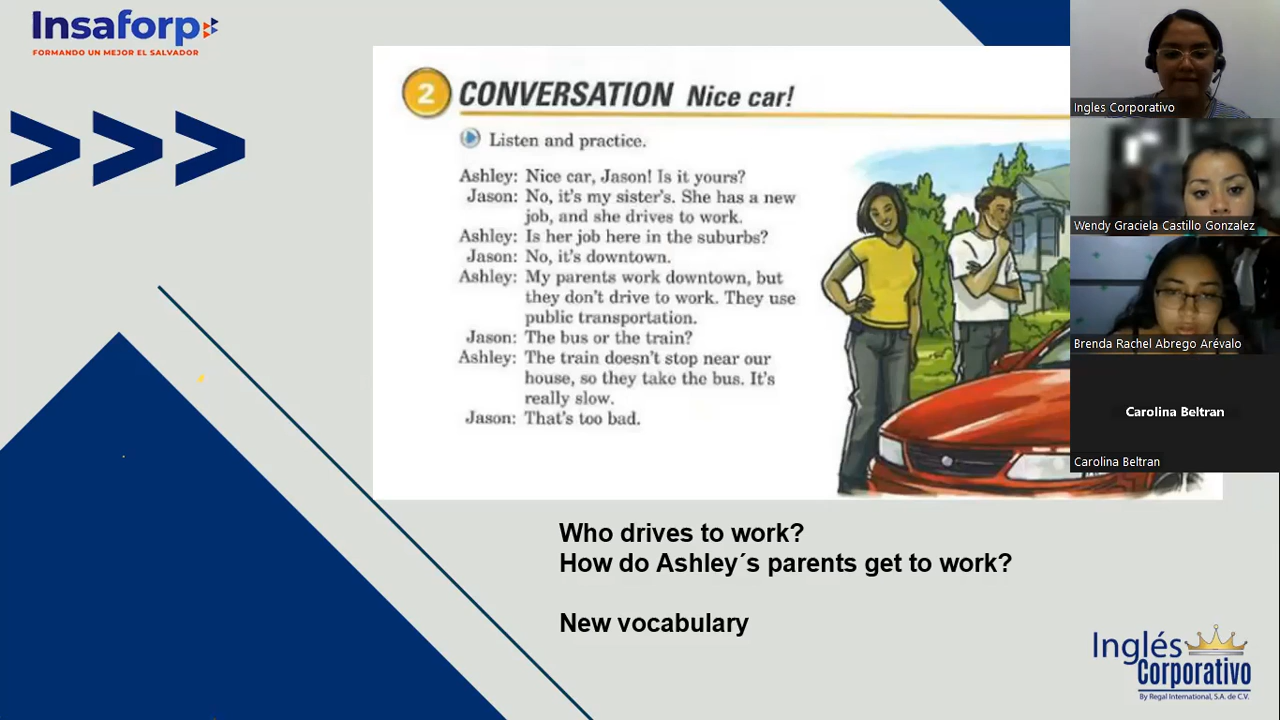 Insaforp
FORMANDO UN MEJOR EL SALVADOR
2 CONVERSATION Nice car!
Listen and practice.
Ashley: Nice car, Jason! Is it yours?
Jason: No, it's my sister's. She has a new
job, and she drives to work.
Ashley: Is her job here in the suburbs?
Jason: No, it's downtown.
Ashley: My parents work downtown, but
they don't drive to work. They use
public transportation.
Jason: The bus or the train?
Ashley: The train doesn't stop near our
house, so they take the bus. It's
really slow.
Jason: That's too bad.
Who drives to work?
How do Ashley´s parents get to work?
New vocabulary
Ingles Corporativo
Wendy Graciela Castillo Gonzalez
Brenda Rachel Abrego Arévalo
Carolina Beltran
Carolina Beltran
Inglés
Corporativo
By Regal International, S.A. de C.V.